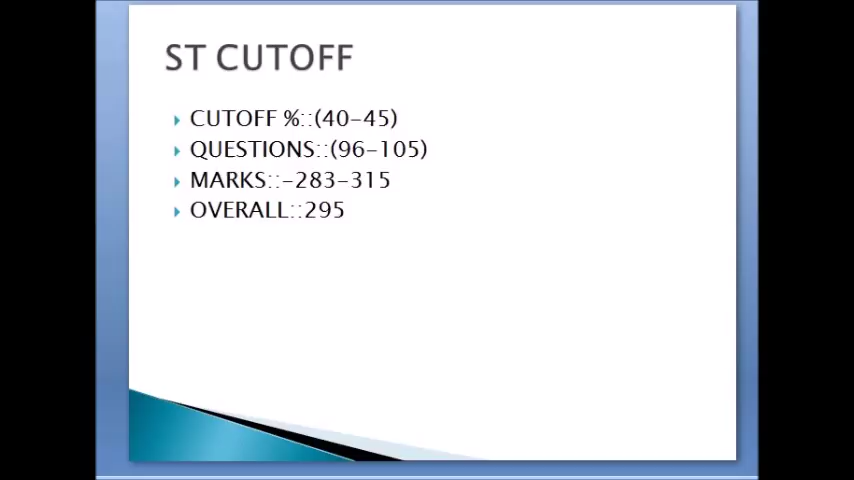 ST CUTOFF
CUTOFF %::(40-45)
QUESTIONS::(96-105)
MARKS::-283-315
OVERALL::295